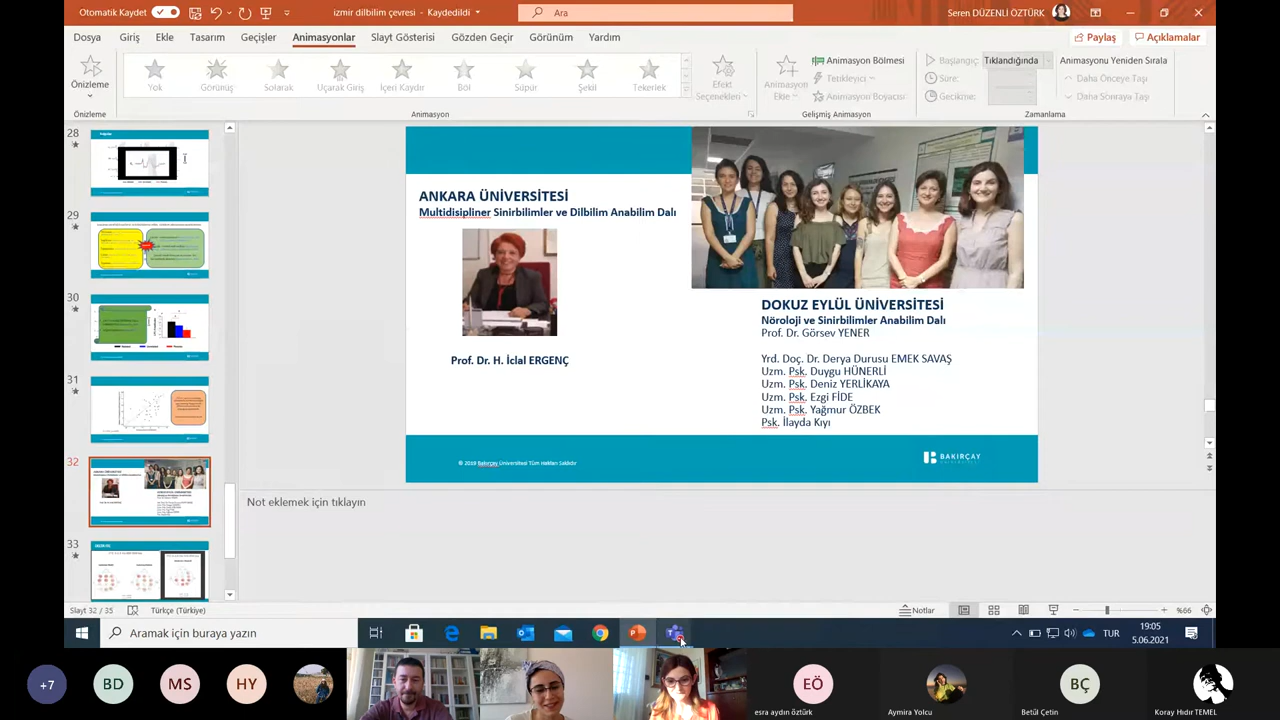 Otomatik Kaydet
izmir dilbilim çevresi - Kaydedildi
Ara
Seren DÜZENLİ ÖZTÜRK
Dosya
Giriş
Ekle
Tasarım
Geçişler
Animasyonlar
Slayt Gösterisi
Gözden Geçir
Görünüm
Yardım
Paylaş
Açıklamalar
Önizleme
Yok
Görünüş
Solarak
Uçarak Giriş
İçeri Kaydır
Böl
Süpür
Şekil
Tekerlek
Efekt
Seçenekleri
Animasyon
Ekle
Animasyon Bölmesi
Tetikleyici
Animasyon Boyacısı
Başlangıç:
Tıklandığında
Süre:
Gecikme:
Animasyonu Yeniden Sırala
Daha Önceye Taşı
Daha Sonraya Taşı
Önizleme
Animasyon
Gelişmiş Animasyon
Zamanlama
28
29
30
31
32
33
ANKARA ÜNİVERSİTESİ
Multidisipliner Sinirbilimler ve Dilbilim Anabilim Dalı
Prof. Dr. H. İclal ERGENÇ
DOKUZ EYLÜL ÜNİVERSİTESİ
Nöroloji ve Sinirbilimler Anabilim Dalı
Prof. Dr. Görsev YENER
Yrd. Doç. Dr. Derya Durusu EMEK SAVAŞ
Uzm. Psk. Duygu HÜNERLİ
Uzm. Psk. Deniz YERLİKAYA
Uzm. Psk. Ezgi FİDE
Uzm. Psk. Yağmur ÖZBEK
Psk. İlayda Kıyı
© 2018 Bakırçay Üniversitesi Tüm Hakları Saklıdır
BAKIRÇAY
Not eklemek için tıklayın
Slayt 32 / 35
Türkçe (Türkiye)
Notlar
%66
Aramak için buraya yazın
TUR
19:05
5.06.2021
+7
BD
MS
HY
EÖ
esra aydın öztürk
Aymira Yolcu
BÇ
Betül Çetin
Koray Hıdır TEMEL